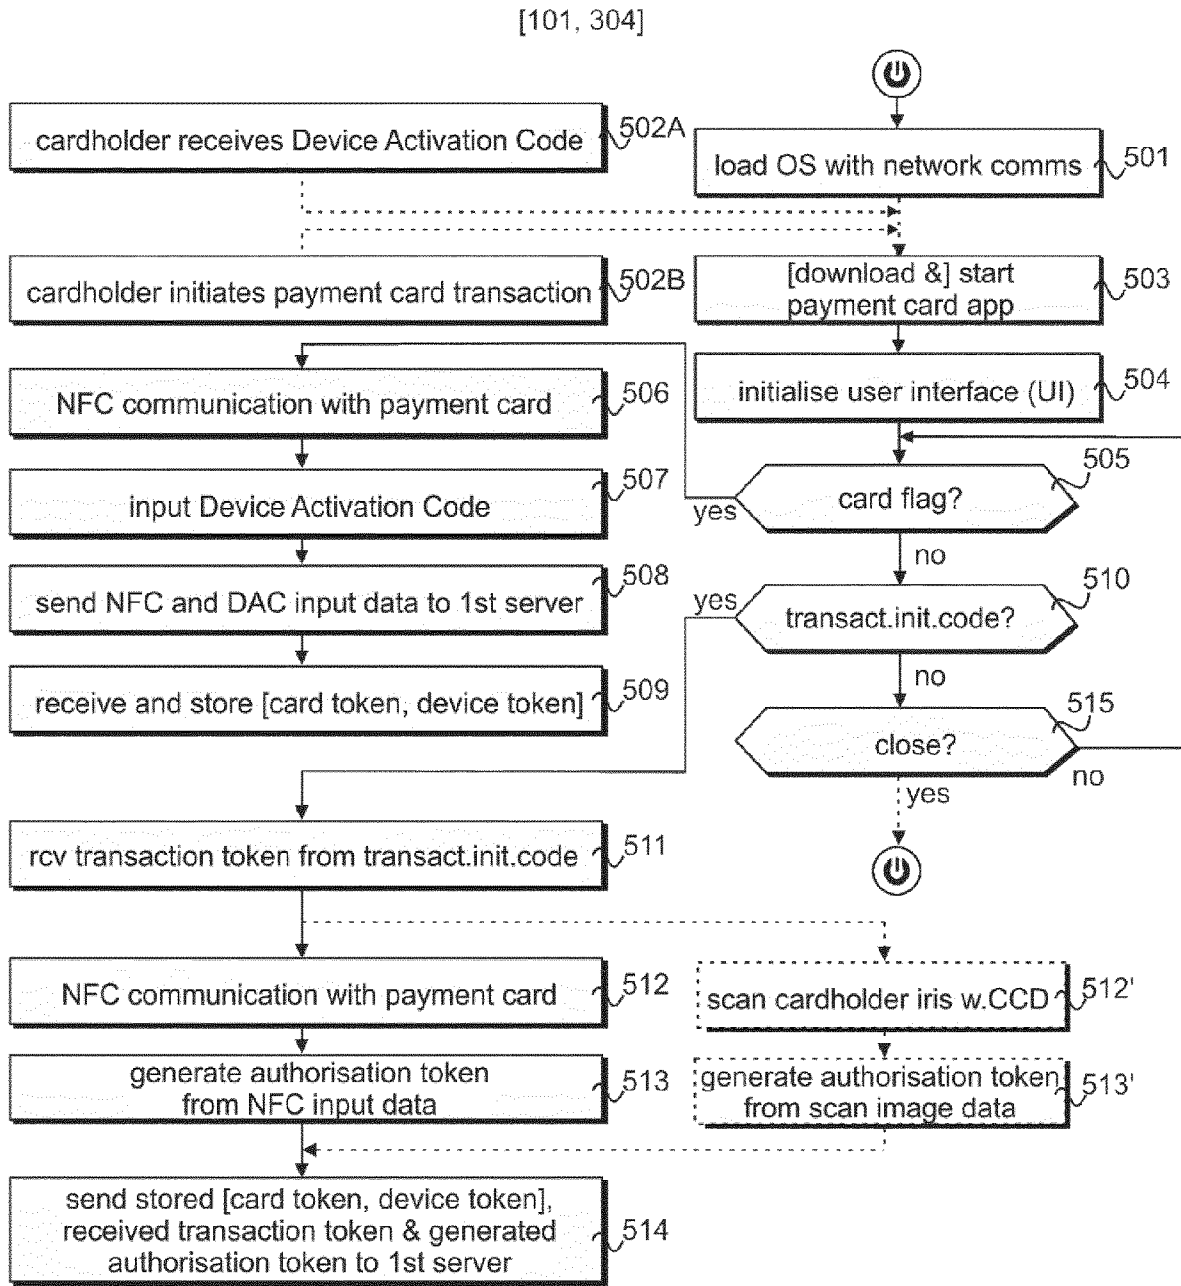 [101, 304]
cardholder receives Device Activation Code
502A
load OS with network comms
501
cardholder initiates payment card transaction
502B
[download &] start
payment card app
503
initialise user interface (UI)
504
NFC communication with payment card
506
card flag?
505
yes
no
input Device Activation Code
507
send NFC and DAC input data to 1st server
508
transact.init.code?
510
yes
no
receive and store [card token, device token]
509
close?
515
no
yes
rcv transaction token from transact.init.code
511
NFC communication with payment card
512
scan cardholder iris w.CCD
512'
generate authorisation token
from NFC input data
513
generate authorisation token
from scan image data
513'
send stored [card token, device token],
received transaction token & generated
authorisation token to 1st server
514